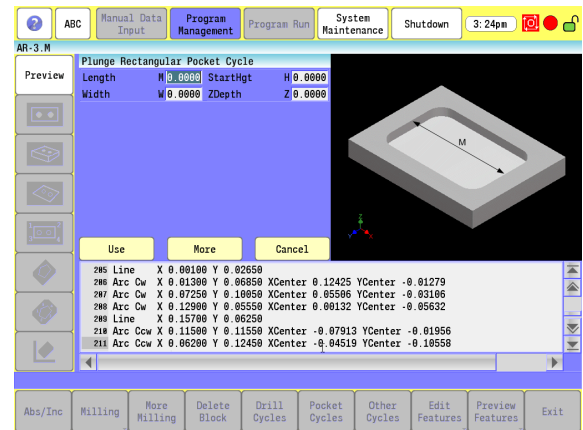 ? ABC Manual Data Input Program Management Program Run System Maintenance Shutdown 3:24pm
AR-3.M
Preview
Plunge Rectangular Pocket Cycle
Length M 0.0000 StartHgt H 0.0000
Width W 0.0000 ZDepth Z 0.0000
M
Z
Y X
Use More Cancel
205 Line X 0.00100 Y 0.02650
206 Arc Cw X 0.01300 Y 0.06850 XCenter 0.12425 YCenter -0.01279
207 Arc Cw X 0.07250 Y 0.10050 XCenter 0.05506 YCenter -0.03106
208 Arc Cw X 0.12900 Y 0.05550 XCenter 0.00132 YCenter -0.05632
209 Line X 0.15700 Y 0.06250
210 Arc Ccw X 0.11500 Y 0.11550 XCenter -0.07913 YCenter -0.01956
211 Arc Ccw X 0.06200 Y 0.12450 XCenter -0.04519 YCenter -0.10558
Abs/Inc Milling More Milling Delete Block Drill Cycles Pocket Cycles Other Cycles Edit Features Preview Features Exit